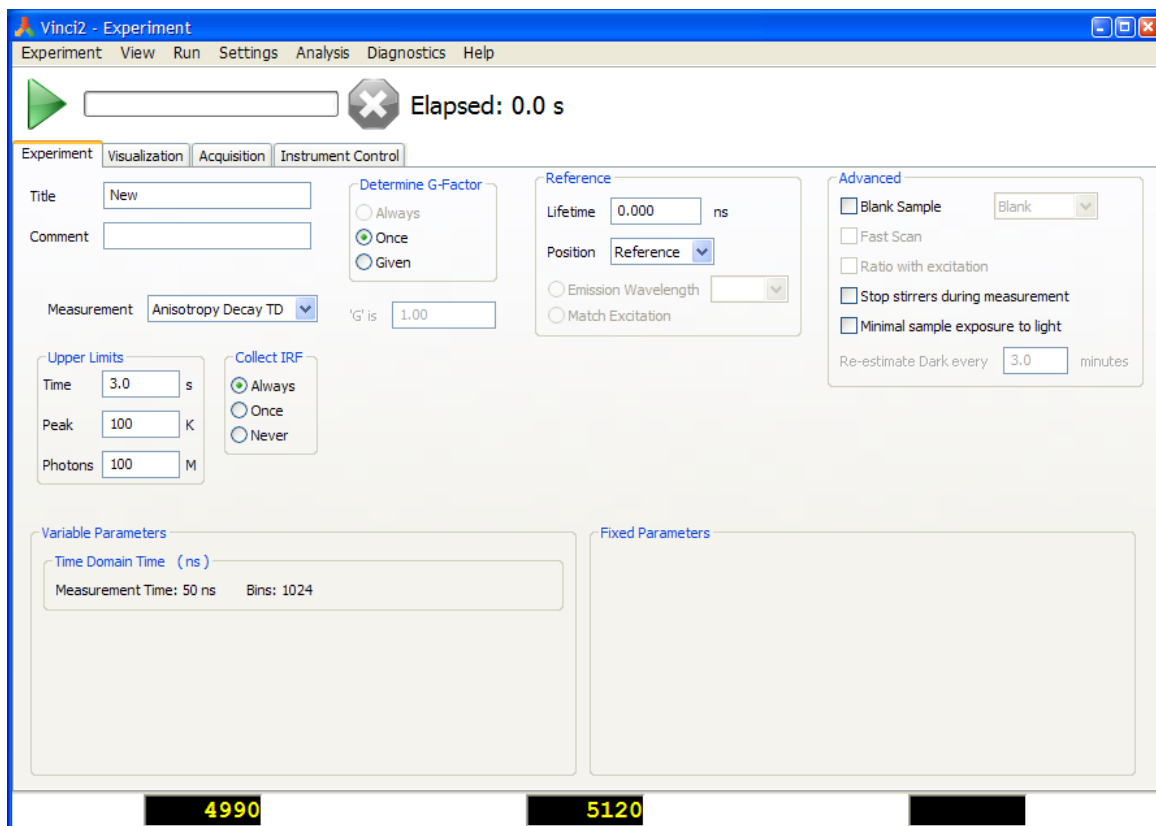 Vinci2 - Experiment
Experiment View Run Settings Analysis Diagnostics Help
Elapsed: 0.0 s
Experiment Visualization Acquisition Instrument Control
Title New
Comment
Measurement Anisotropy Decay TD
Determine G-Factor
Always
Once
Given
'G' is 1.00
Reference
Lifetime 0.000 ns
Position Reference
Emission Wavelength
Match Excitation
Advanced
Blank Sample Blank
Fast Scan
Ratio with excitation
Stop stirrers during measurement
Minimal sample exposure to light
Re-estimate Dark every 3.0 minutes
Upper Limits
Time 3.0 s
Peak 100 K
Photons 100 M
Collect IRF
Always
Once
Never
Variable Parameters
Time Domain Time (ns)
Measurement Time: 50 ns Bins: 1024
Fixed Parameters
4990 5120